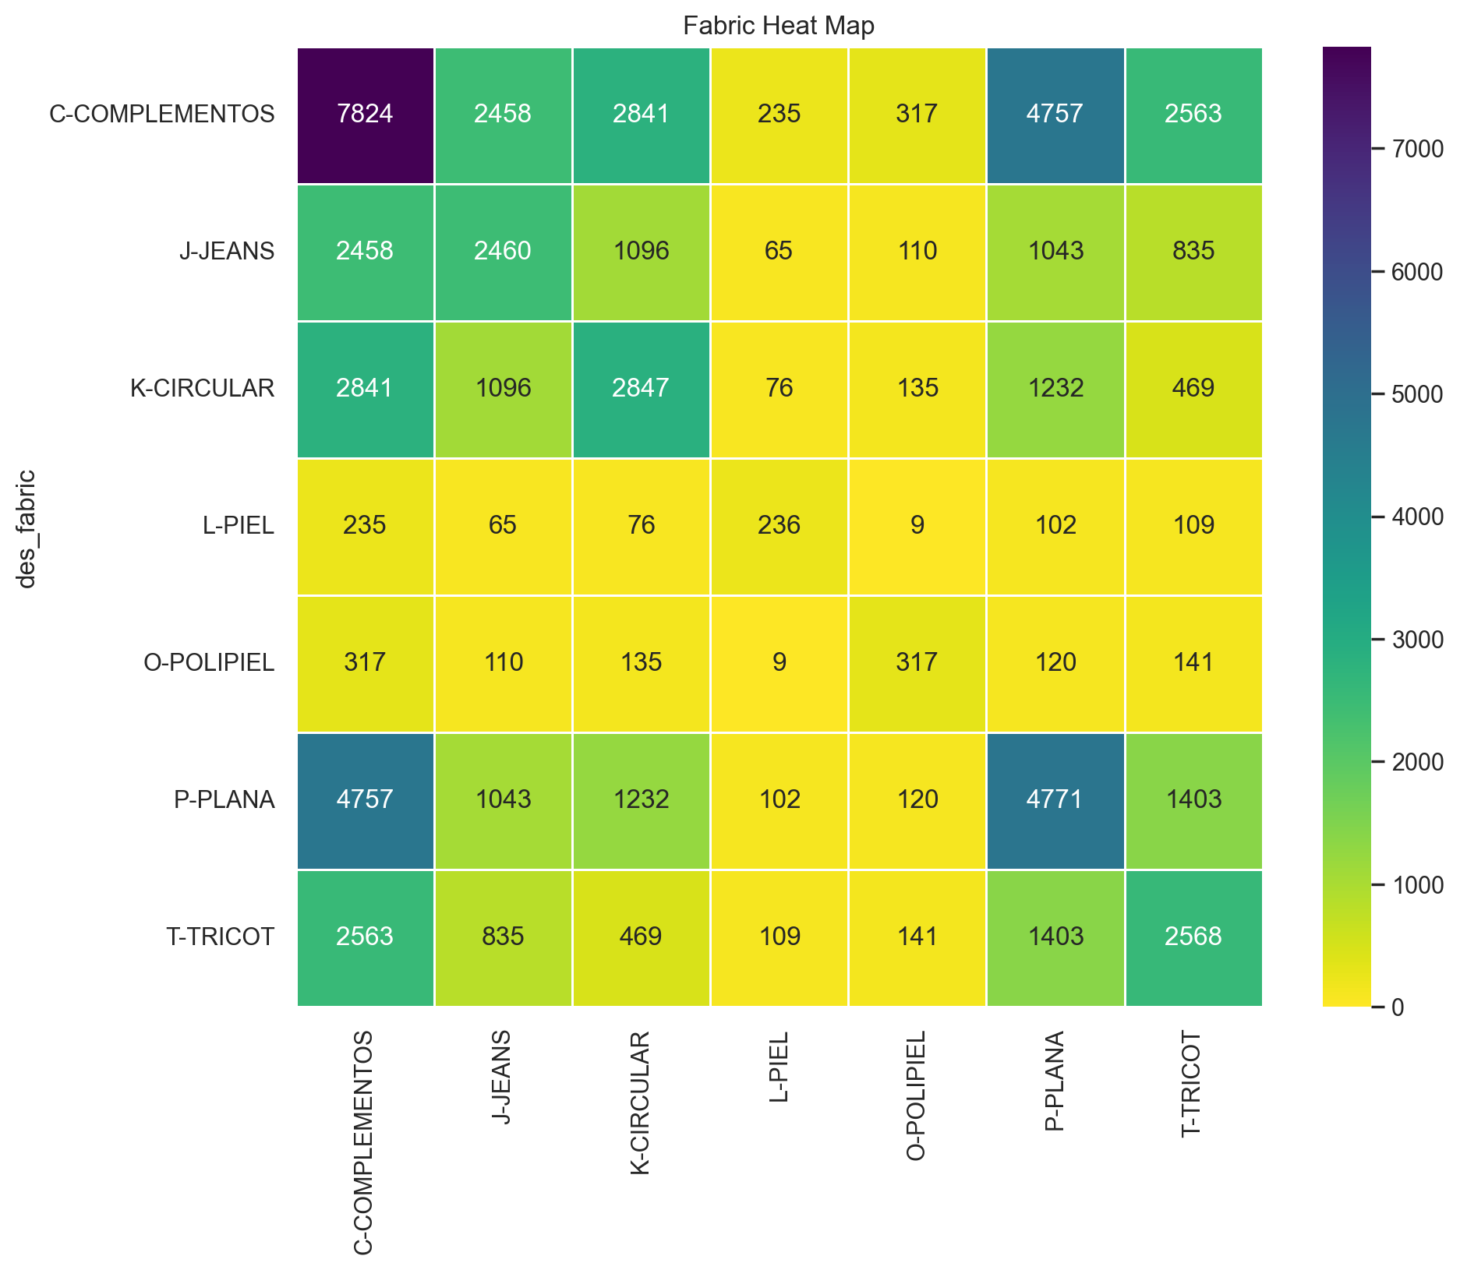 Fabric Heat Map
C-COMPLEMENTOS 7824 2458 2841 235 317 4757 2563
J-JEANS 2458 2460 1096 65 110 1043 835
K-CIRCULAR 2841 1096 2847 76 135 1232 469
L-PIEL 235 65 76 236 9 102 109
O-POLIPIEL 317 110 135 9 317 120 141
P-PLANA 4757 1043 1232 102 120 4771 1403
T-TRICOT 2563 835 469 109 141 1403 2568
des_fabric
C-COMPLEMENTOS
J-JEANS
K-CIRCULAR
L-PIEL
O-POLIPIEL
P-PLANA
T-TRICOT
7000
6000
5000
4000
3000
2000
1000
0